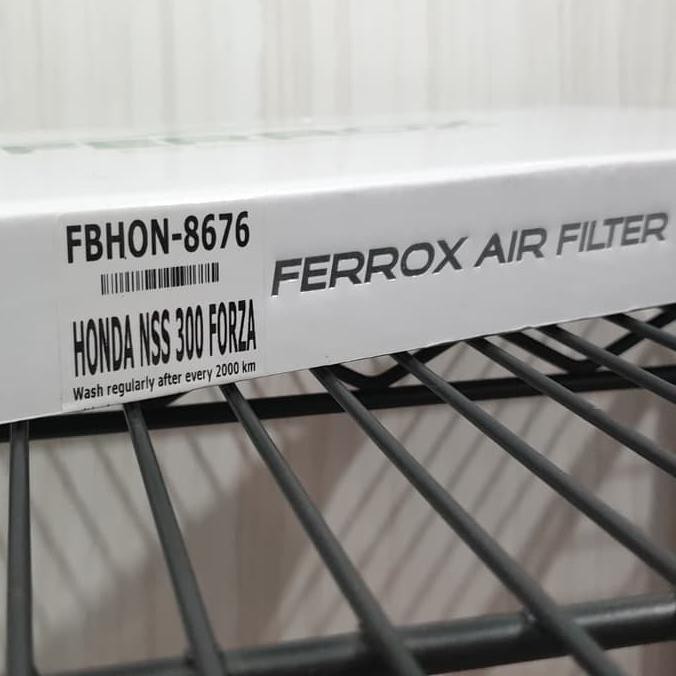 FBHON-8676
HONDA NSS 300 FORZA
Wash regularly after every 2000 km
FERROX AIR FILTER